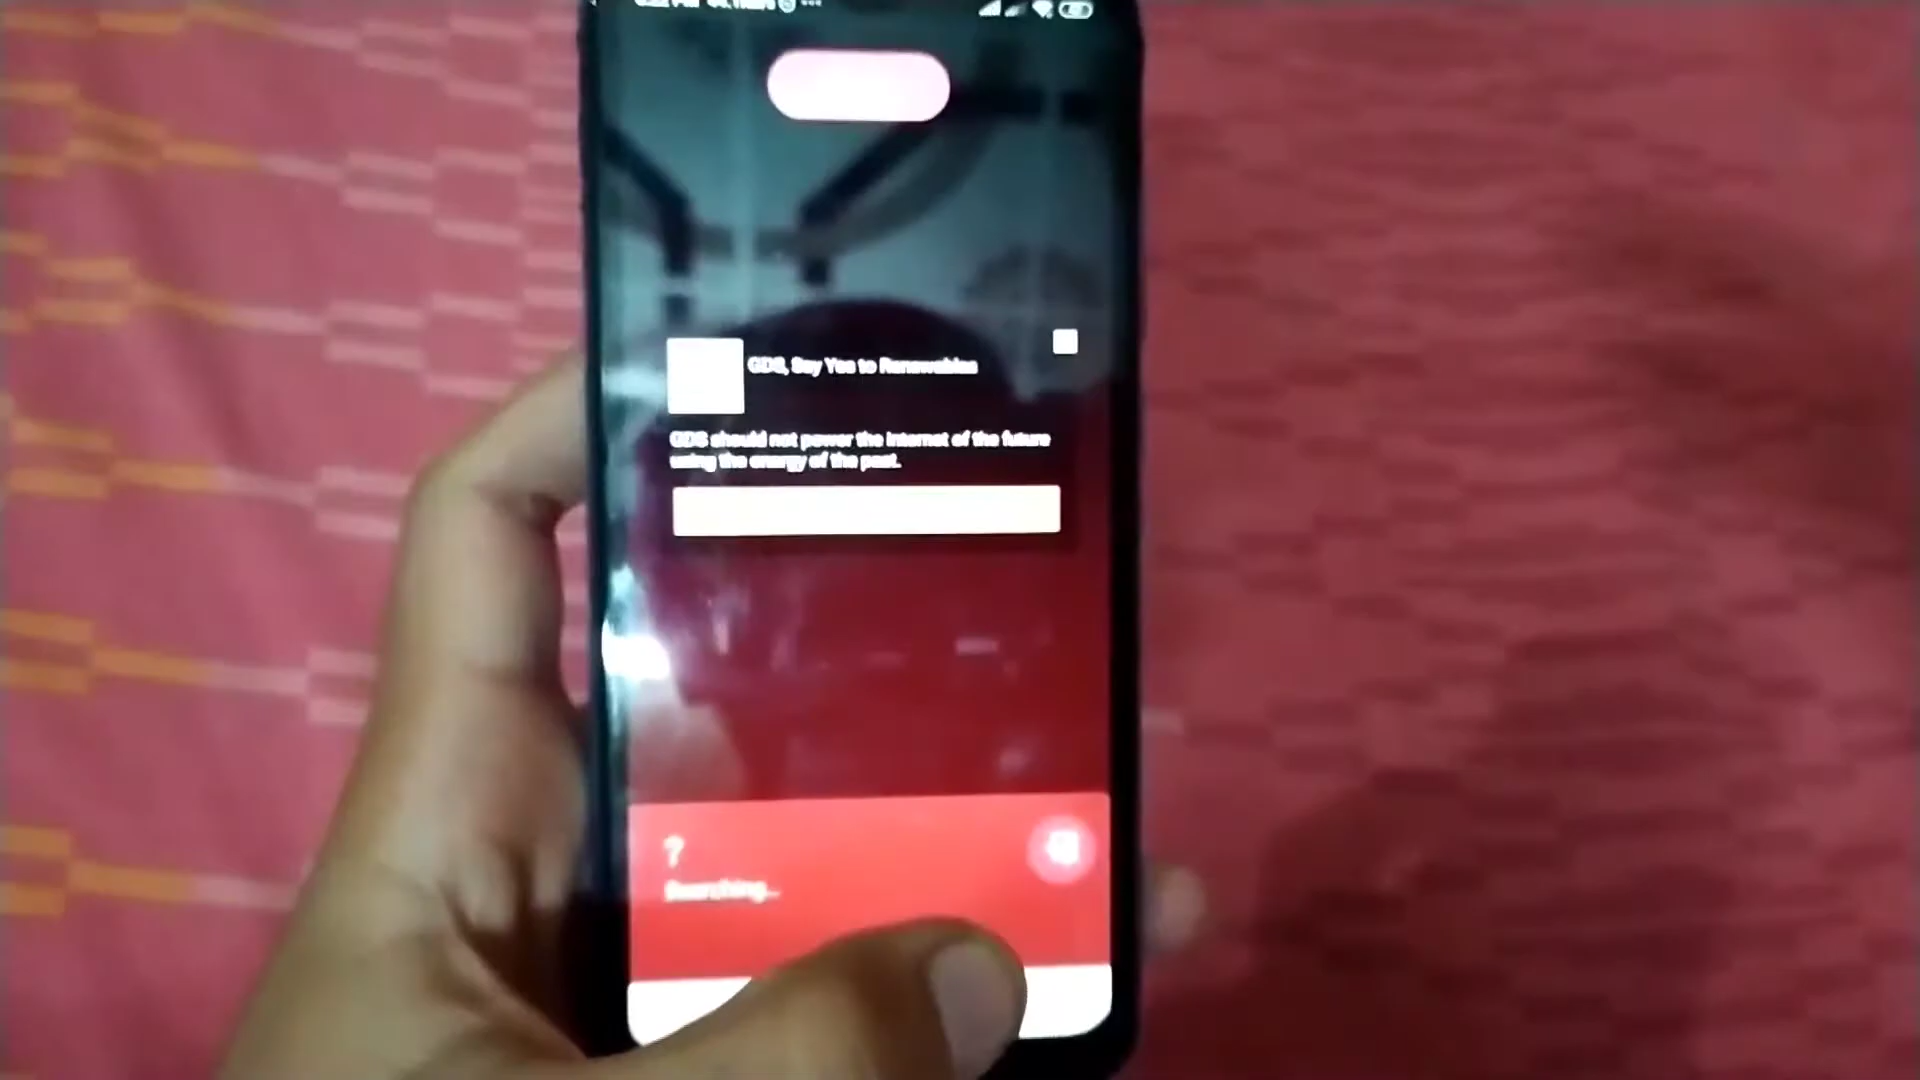 GDS, Say Yes to Renewables
GDS should not power the internet of the future
using the energy of the past.
?
Searching...